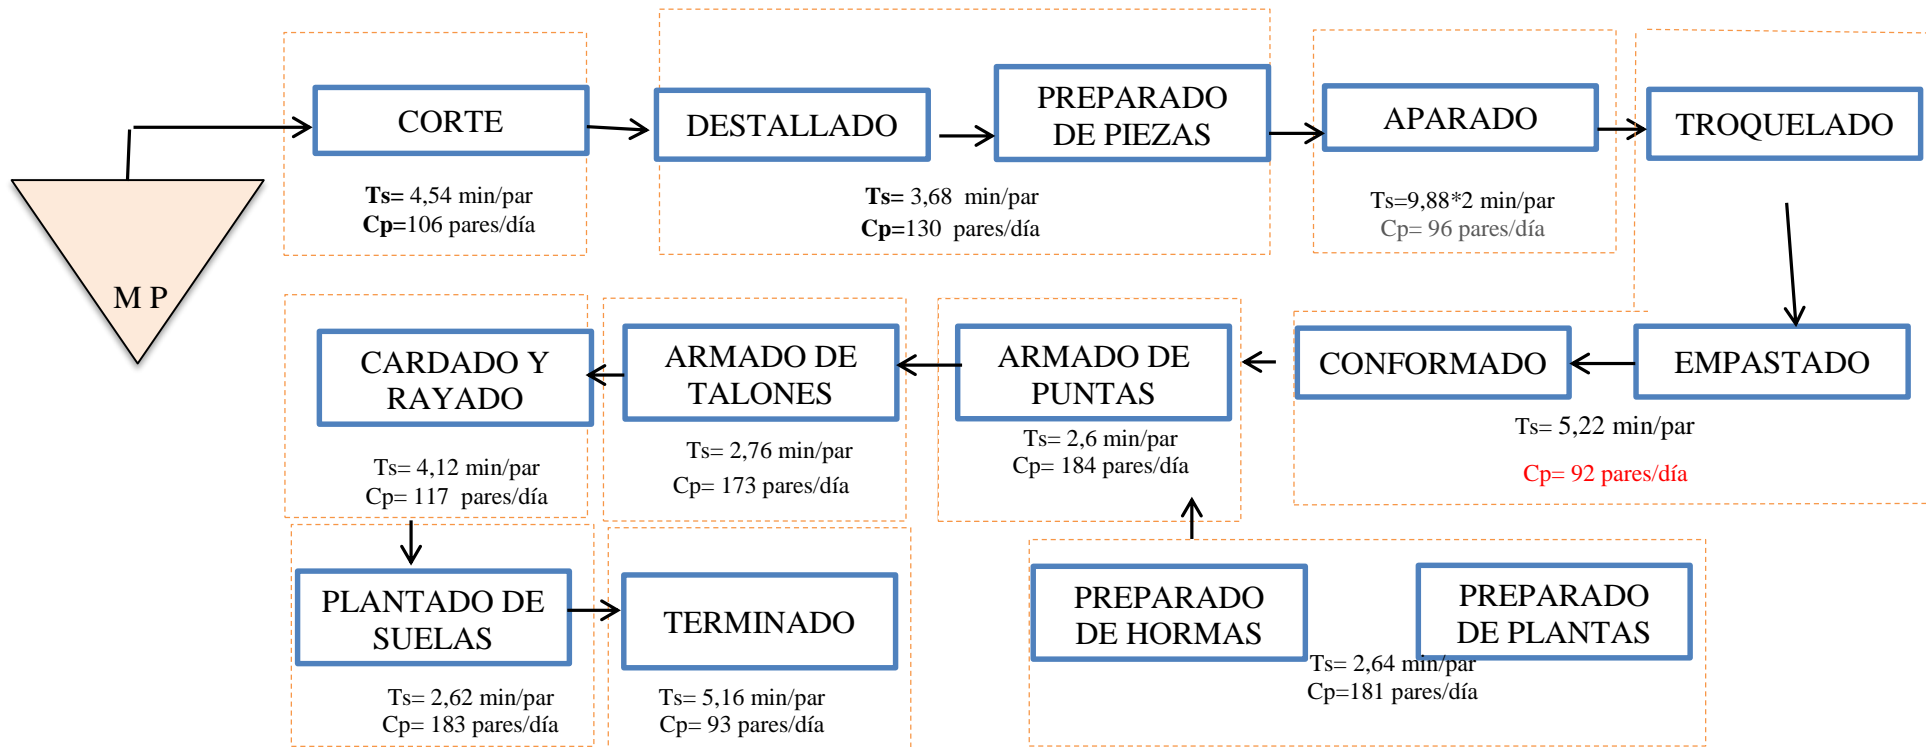 M P
CORTE
Ts= 4,54 min/par
Cp=106 pares/día
DESTALLADO
PREPARADO
DE PIEZAS
Ts= 3,68 min/par
Cp=130 pares/día
APARADO
Ts=9,88*2 min/par
Cp= 96 pares/día
TROQUELADO
EMPASTADO
CONFORMADO
Ts= 5,22 min/par
Cp= 92 pares/día
ARMADO DE
PUNTAS
Ts= 2,6 min/par
Cp= 184 pares/día
ARMADO DE
TALONES
Ts= 2,76 min/par
Cp= 173 pares/día
CARDADO Y
RAYADO
Ts= 4,12 min/par
Cp= 117 pares/día
PLANTADO DE
SUELAS
Ts= 2,62 min/par
Cp= 183 pares/día
TERMINADO
Ts= 5,16 min/par
Cp= 93 pares/día
PREPARADO
DE HORMAS
PREPARADO
DE PLANTAS
Ts= 2,64 min/par
Cp=181 pares/día